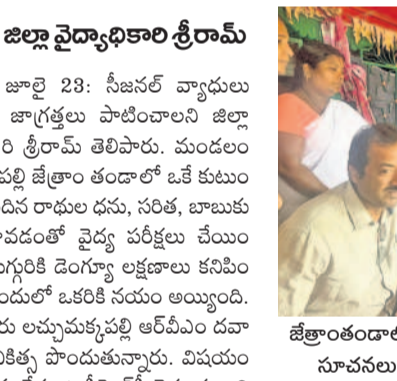 జిల్లా వైద్యాధికారి శ్రీరామ్
జూలై 23: సీజనల్ వ్యాధులు
జాగ్రత్తలు పాటించాలని జిల్లా
రి శ్రీరామ్ తెలిపారు. మండలం
పల్లి జేత్రాం తండాలో ఒకే కుటుం
దిన రాథుల ధను, సరిత, బాబుకు
ావడంతో వైద్య పరీక్షలు చేయిం
గ్గురికి డెంగ్యూ లక్షణాలు కనిపిం
ందులో ఒకరికి నయం అయ్యింది.
రు లచ్చుమక్కపల్లి ఆర్‌వీఎం దవా
కిత్స పొందుతున్నారు. విషయం
జేత్రాంతండాల
సూచనలు